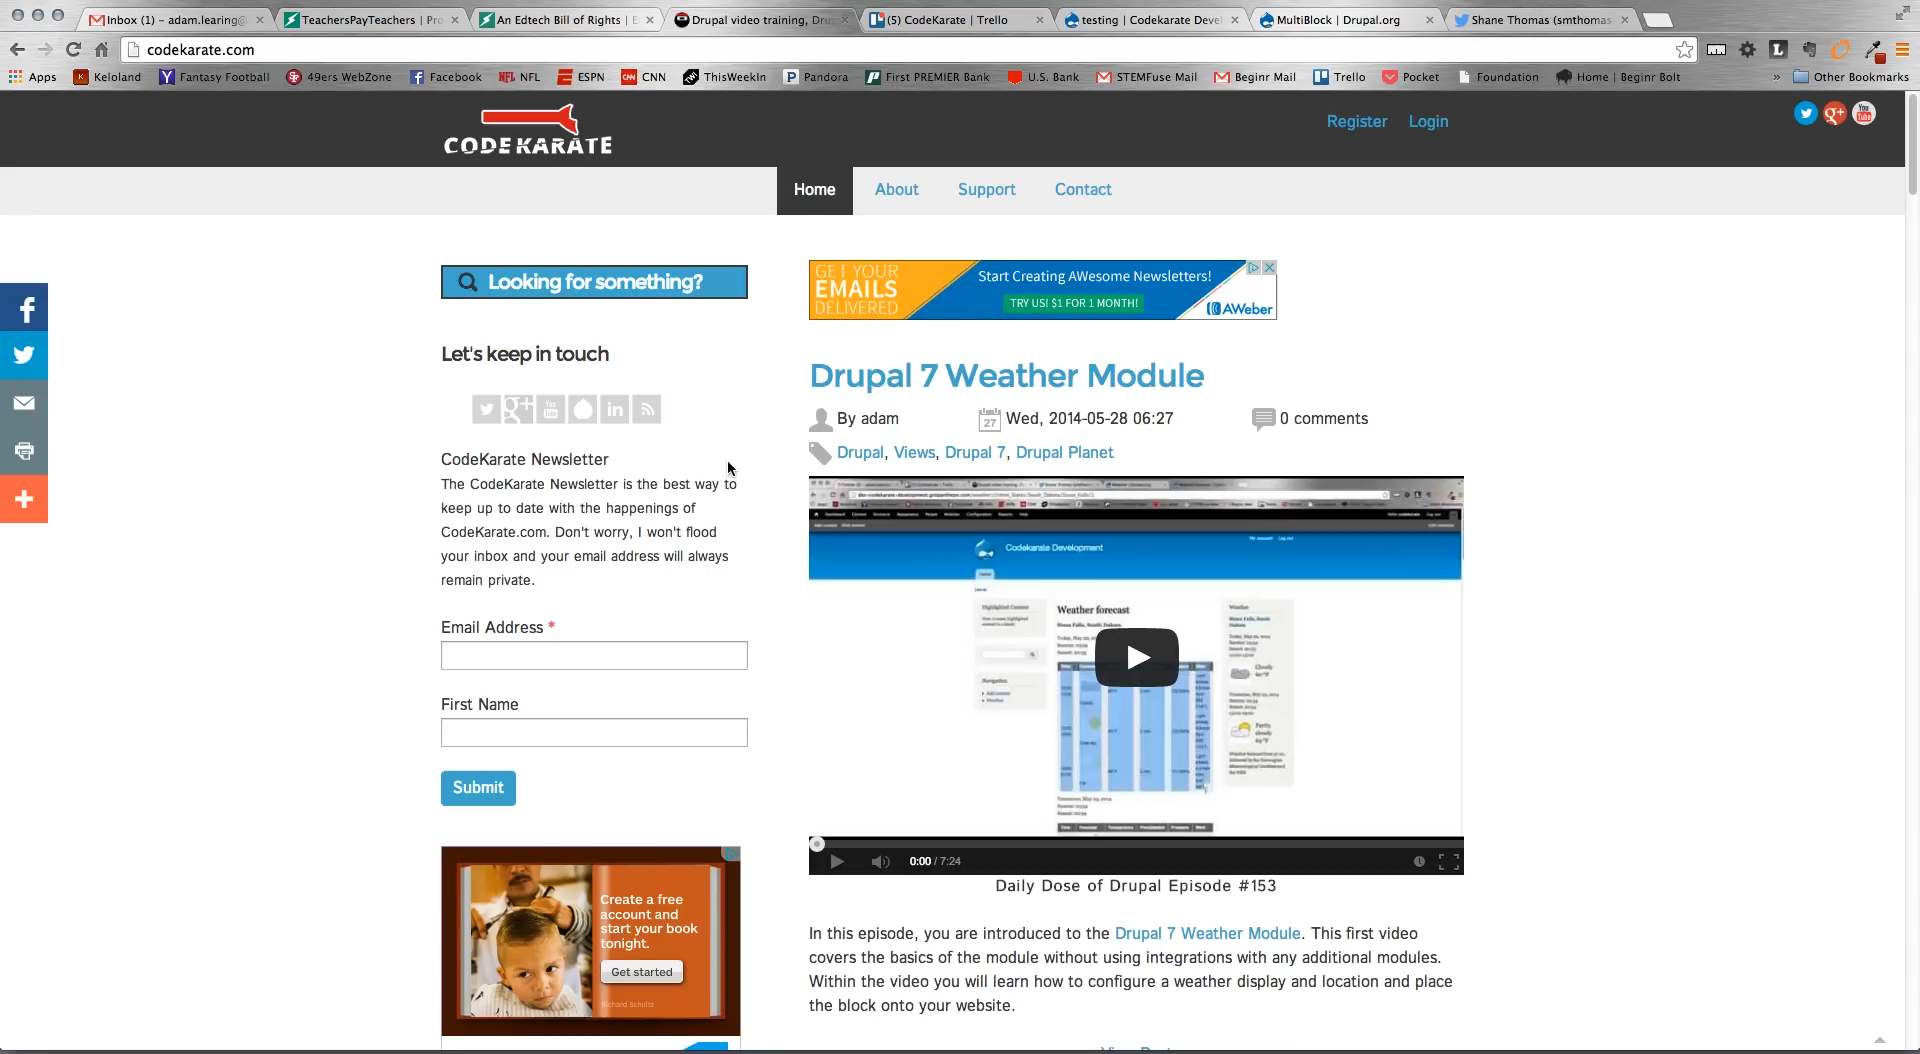 Inbox (1) - adam.learing@
TeachersPayTeachers | Pro
An Edtech Bill of Rights | E
Drupal video training, Dru
(5) CodeKarate | Trello
testing | Codekarate Devel
MultiBlock | Drupal.org
Shane Thomas (smthomas
codekarate.com
Apps
Keloland
Fantasy Football
49ers WebZone
Facebook
NFL
ESPN
CNN
ThisWeekIn
Pandora
First PREMIER Bank
U.S. Bank
STEMFuse Mail
Beginr Mail
Trello
Pocket
Foundation
Home | Beginr Bolt
»
Other Bookmarks
CODEKARATE
Register
Login
Home
About
Support
Contact
Looking for something?
GET YOUR
EMAILS
DELIVERED
Start Creating AWesome Newsletters!
TRY US! $1 FOR 1 MONTH!
AWeber
Let's keep in touch
CodeKarate Newsletter
The CodeKarate Newsletter is the best way to
keep up to date with the happenings of
CodeKarate.com. Don't worry, I won't flood
your inbox and your email address will always
remain private.
Email Address *
First Name
Submit
Create a free
account and
start your book
tonight.
Get started
Richard Schultz
Drupal 7 Weather Module
By adam
27
Wed, 2014-05-28 06:27
0 comments
Drupal, Views, Drupal 7, Drupal Planet
Codekarate Development
My account
Log out
Weather forecast
Navigation
Weather
0:00 / 7:24
Daily Dose of Drupal Episode #153
In this episode, you are introduced to the Drupal 7 Weather Module. This first video
covers the basics of the module without using integrations with any additional modules.
Within the video you will learn how to configure a weather display and location and place
the block onto your website.